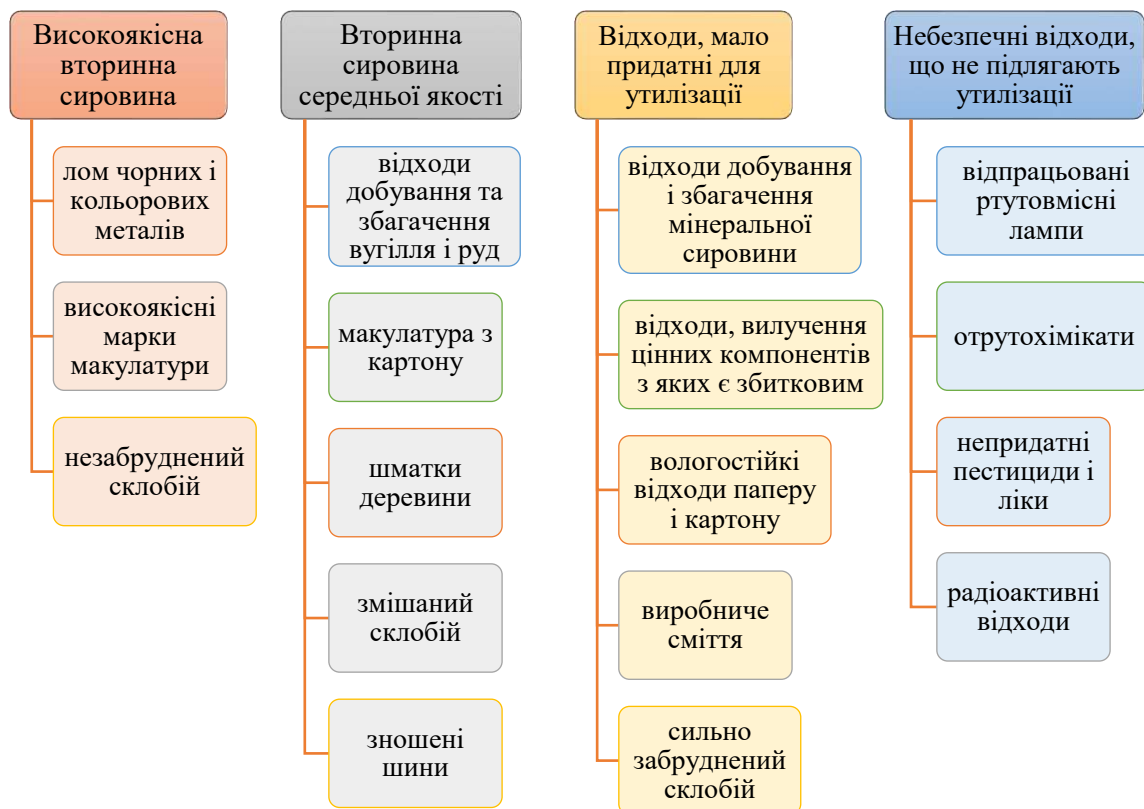 Високоякісна
вторинна
сировина
лом чорних і
кольорових
металів
високоякісні
марки
макулатури
незабруднений
склобій
Вторинна
сировина
середньої якості
відходи
добування та
збагачення
вугілля і руд
макулатура з
картону
шматки
деревини
змішаний
склобій
зношені
шини
Відходи, мало
придатні для
утилізації
відходи добування
і збагачення
мінеральної
сировини
відходи, вилучення
цінних компонентів
з яких є збитковим
вологостійкі
відходи паперу
і картону
виробниче
сміття
сильно
забруднений
склобій
Небезпечні відходи,
що не підлягають
утилізації
відпрацьовані
ртутовмісні
лампи
отрутохімікати
непридатні
пестициди і
ліки
радіоактивні
відходи